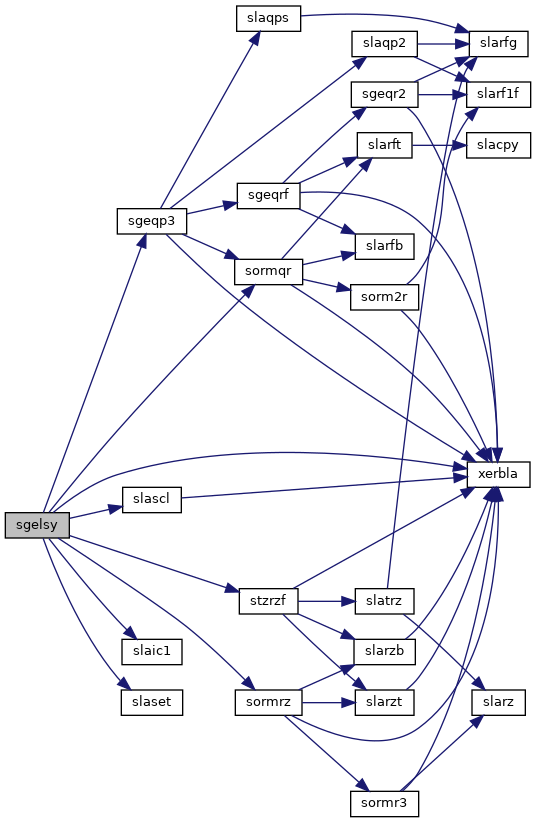 slaqps
slaqp2
slarfg
sgeqr2
slarf1f
slarft
slacpy
sgeqrf
sgeqp3
slarfb
sormqr
sorm2r
xerbla
slascl
sgelsy
stzrzf
slatrz
slaic1
slarzb
slaset
sormrz
slarzt
slarz
sormr3